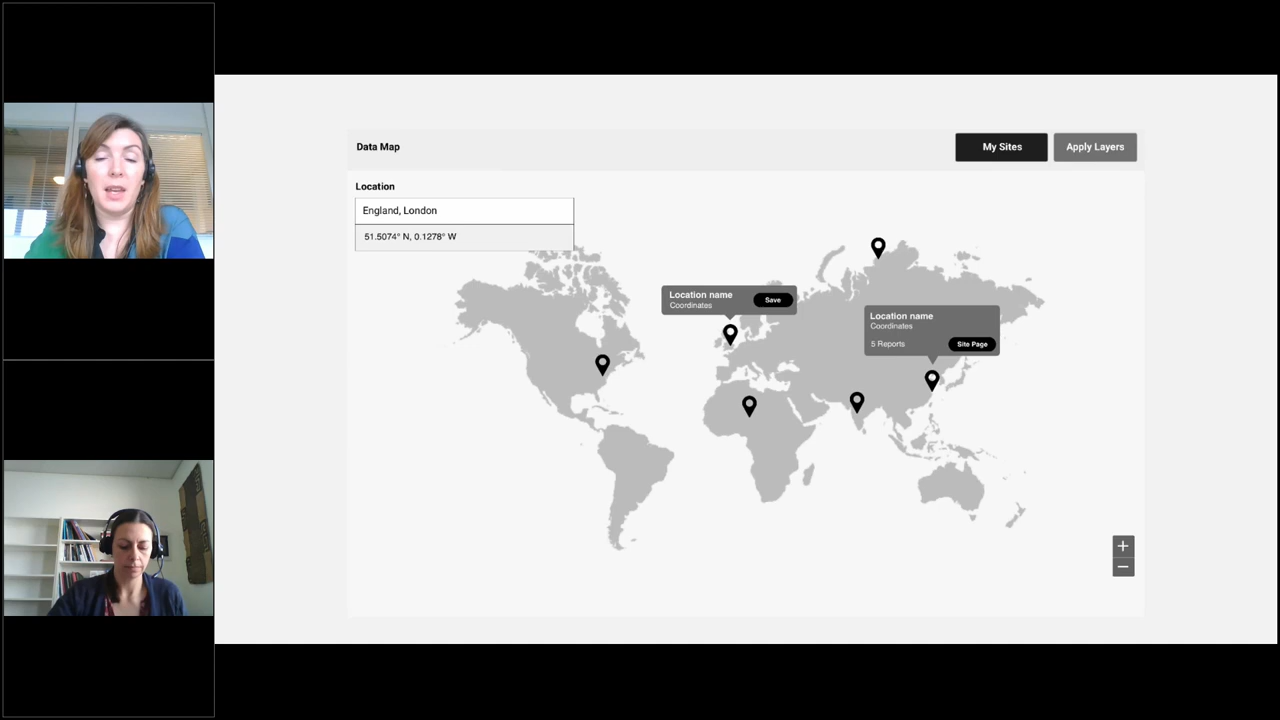 Data Map
My Sites
Apply Layers
Location
England, London
51.5074° N, 0.1278° W
Location name
Coordinates
Save
Location name
Coordinates
5 Reports
Site Page
+
−